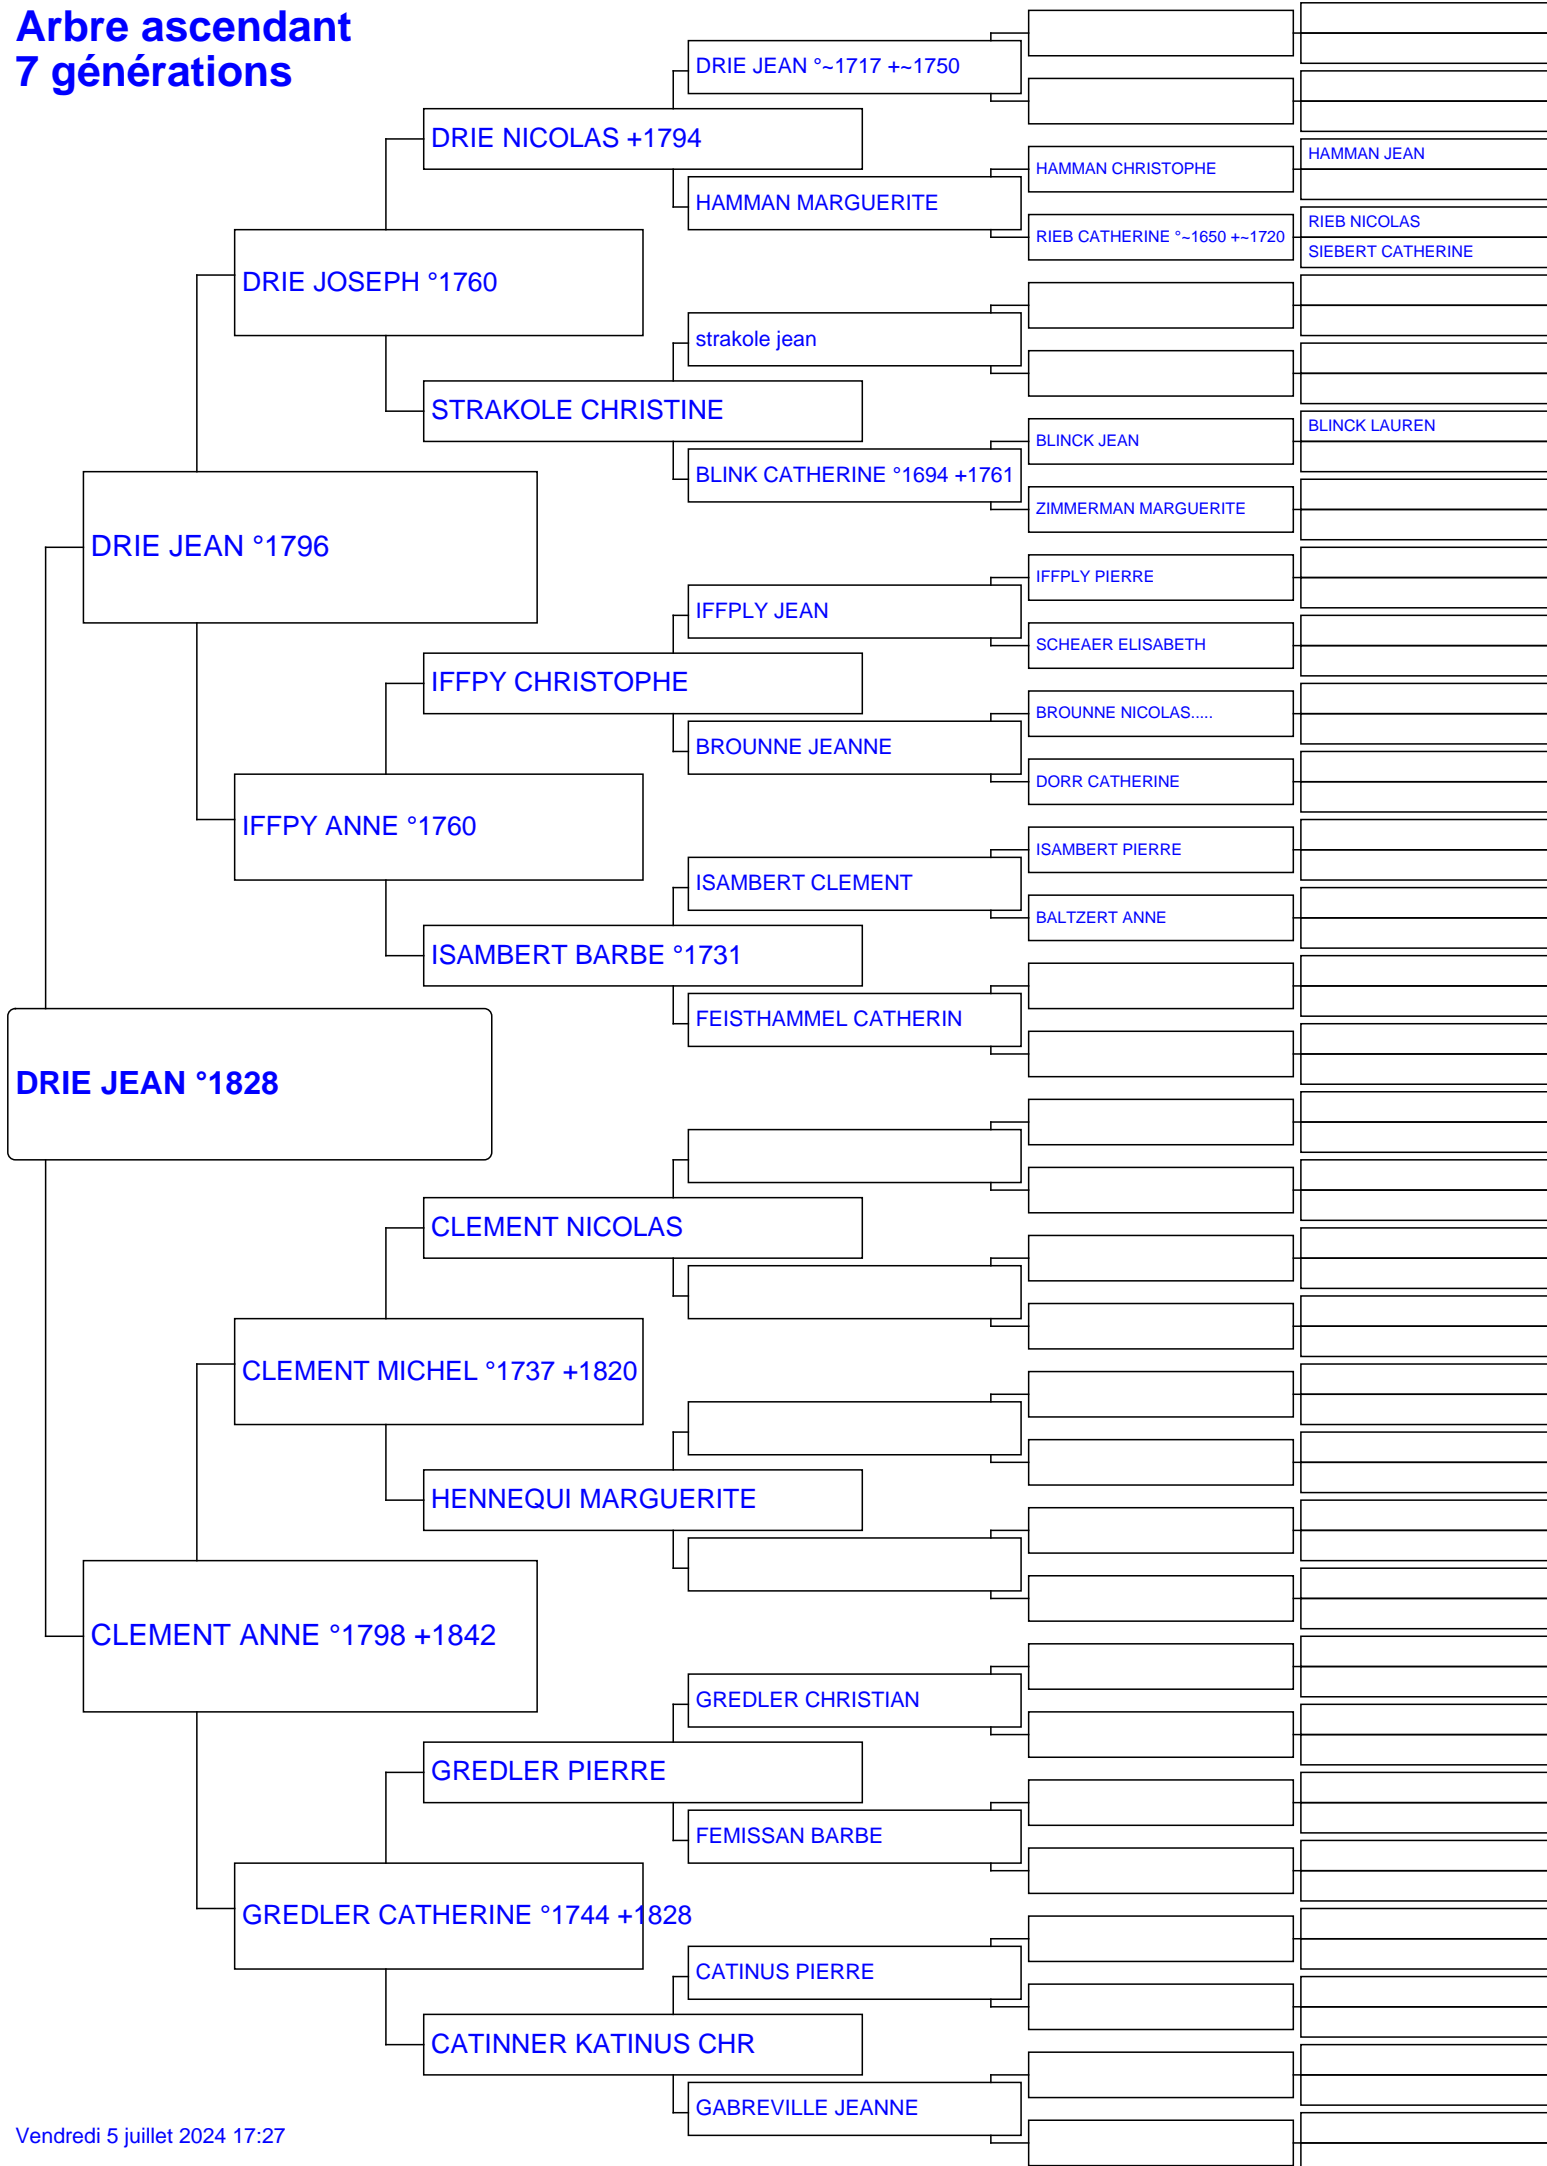 Arbre ascendant
7 générations
DRIE JEAN °~1717 +~1750
DRIE NICOLAS +1794
HAMMAN JEAN
HAMMAN CHRISTOPHE
HAMMAN MARGUERITE
RIEB NICOLAS
RIEB CATHERINE °~1650 +~1720
SIEBERT CATHERINE
DRIE JOSEPH °1760
strakole jean
STRAKOLE CHRISTINE
BLINCK LAUREN
BLINCK JEAN
BLINK CATHERINE °1694 +1761
ZIMMERMAN MARGUERITE
DRIE JEAN °1796
IFFPLY PIERRE
IFFPLY JEAN
SCHEAER ELISABETH
IFFPY CHRISTOPHE
BROUNNE NICOLAS.....
BROUNNE JEANNE
DORR CATHERINE
IFFPY ANNE °1760
ISAMBERT PIERRE
ISAMBERT CLEMENT
BALTZERT ANNE
ISAMBERT BARBE °1731
FEISTHAMMEL CATHERIN
DRIE JEAN °1828
CLEMENT NICOLAS
CLEMENT MICHEL °1737 +1820
HENNEQUI MARGUERITE
CLEMENT ANNE °1798 +1842
GREDLER CHRISTIAN
GREDLER PIERRE
FEMISSAN BARBE
GREDLER CATHERINE °1744 +1828
CATINUS PIERRE
CATINNER KATINUS CHR
GABREVILLE JEANNE
Vendredi 5 juillet 2024 17:27